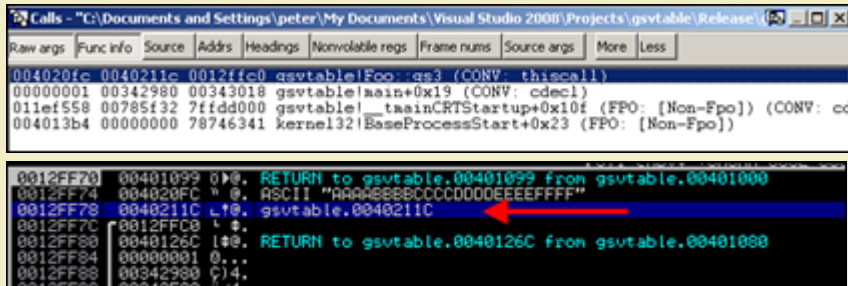 Calls - "C:\Documents and Settings\peter\My Documents\Visual Studio 2008\Projects\gsvtable\Release\
Raw args Func info Source Addrs Headings Nonvolatile regs Frame nums Source args More Less
004020fc 0040211c 0012ffc0 gsvtable!Foo::gs3 (CONV: thiscall)
00000001 00342980 00343018 gsvtable!main+0x19 (CONV: cdecl)
011ef558 00785f32 7ffdd000 gsvtable!__tmainCRTStartup+0x10f (FPO: [Non-Fpo]) (CONV: cd
004013b4 00000000 78746341 kernel32!BaseProcessStart+0x23 (FPO: [Non-Fpo])
0012FF70 00401099 RETURN to gsvtable.00401099 from gsvtable.00401000
0012FF74 004020FC ASCII "AAAABBBBCCCCDDDDEEEEFFFF"
0012FF78 0040211C gsvtable.0040211C
0012FF7C 0012FFC0
0012FF80 0040126C RETURN to gsvtable.0040126C from gsvtable.00401080
0012FF84 00000001
0012FF88 00342980